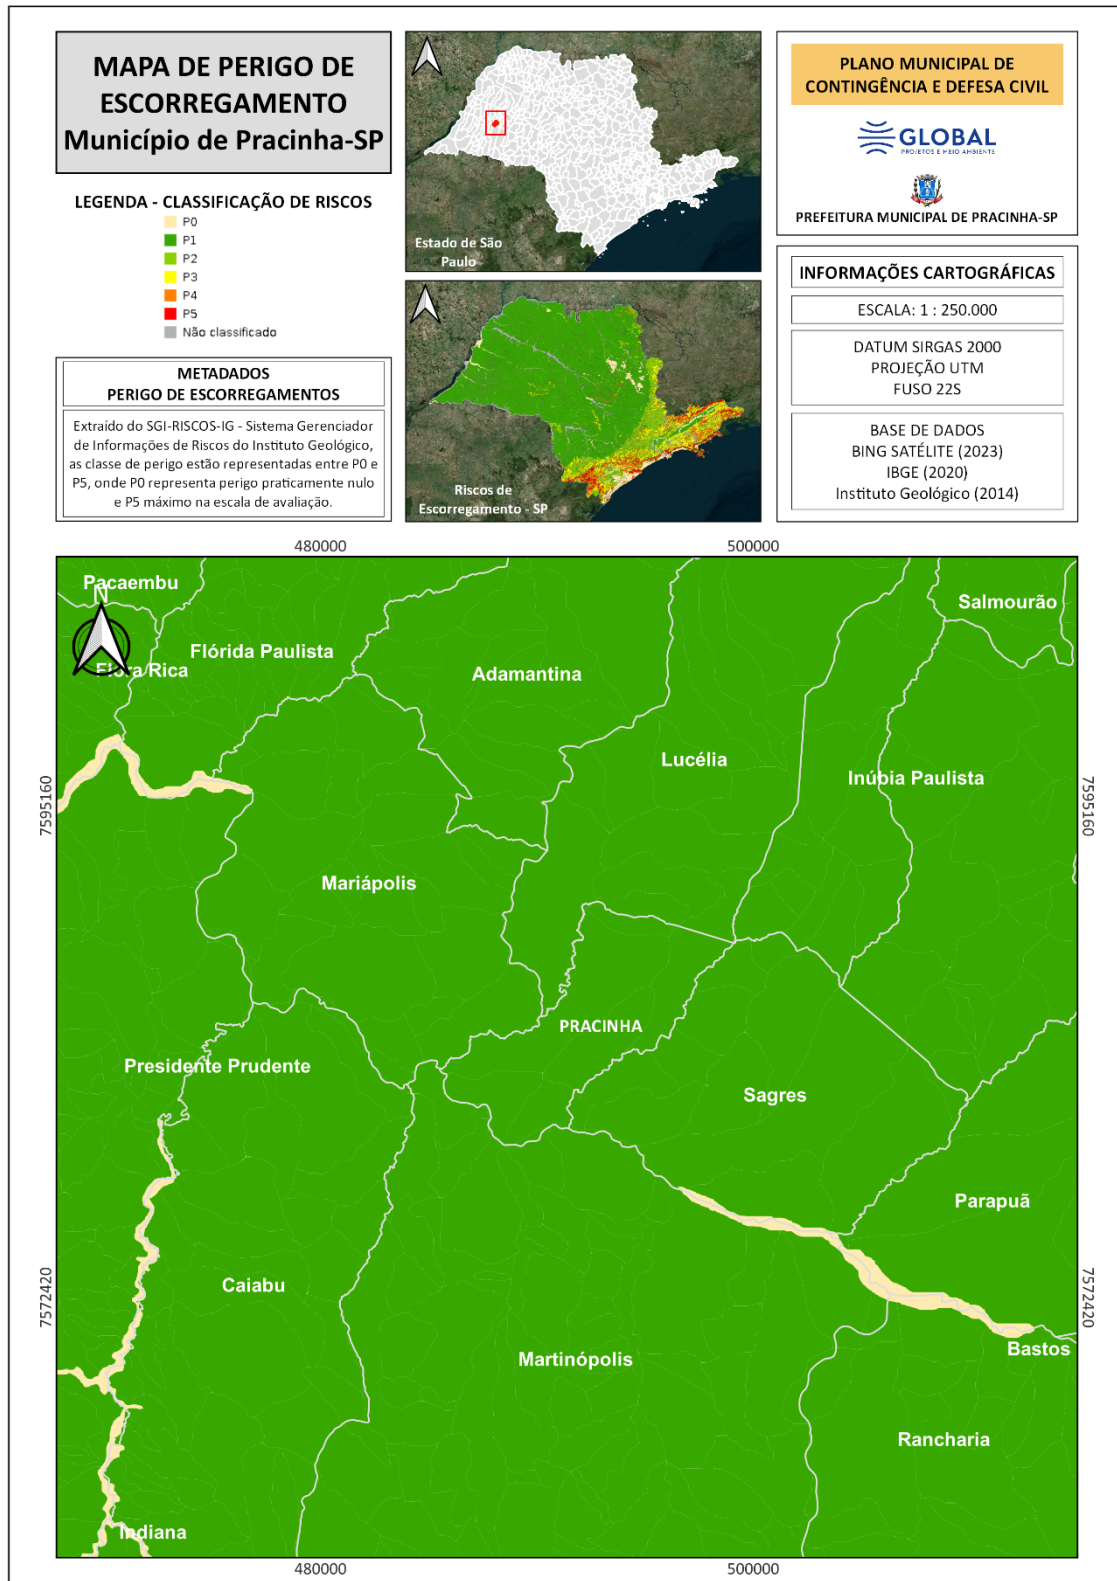 MAPA DE PERIGO DE
ESCORREGAMENTO
Município de Pracinha-SP
LEGENDA - CLASSIFICAÇÃO DE RISCOS
P0
P1
P2
P3
P4
P5
Não classificado
METADADOS
PERIGO DE ESCORREGAMENTOS
Extraído do SGI-RISCOS-IG - Sistema Gerenciador
de Informações de Riscos do Instituto Geológico,
as classe de perigo estão representadas entre P0 e
P5, onde P0 representa perigo praticamente nulo
e P5 máximo na escala de avaliação.
Estado de São
Paulo
Riscos de
Escorregamento - SP
PLANO MUNICIPAL DE
CONTINGÊNCIA E DEFESA CIVIL
GLOBAL
PROJETOS E MEIO AMBIENTE
PREFEITURA MUNICIPAL DE PRACINHA-SP
INFORMAÇÕES CARTOGRÁFICAS
ESCALA: 1 : 250.000
DATUM SIRGAS 2000
PROJEÇÃO UTM
FUSO 22S
BASE DE DADOS
BING SATÉLITE (2023)
IBGE (2020)
Instituto Geológico (2014)
480000
500000
Pacaembu
N
Salmourão
Flórida Paulista
Flora Rica
Adamantina
Lucélia
Inúbia Paulista
7595160
7595160
Mariápolis
PRACINHA
Presidente Prudente
Sagres
Parapuã
Caiabu
7572420
7572420
Bastos
Martinópolis
Rancharia
Indiana
480000
500000